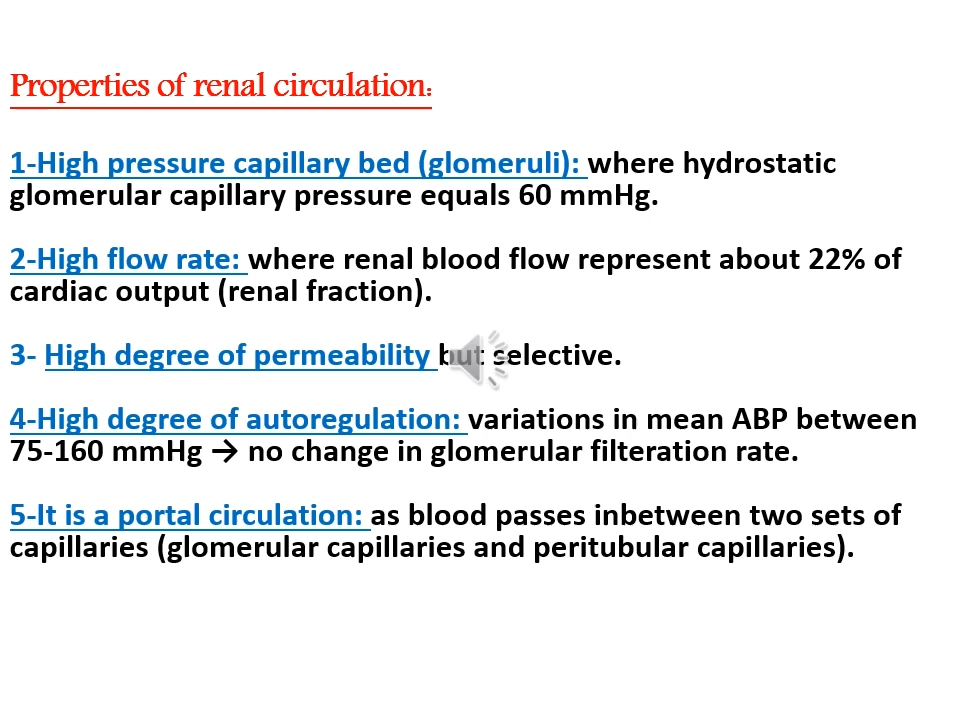 Properties of renal circulation:
1-High pressure capillary bed (glomeruli): where hydrostatic
glomerular capillary pressure equals 60 mmHg.
2-High flow rate: where renal blood flow represent about 22% of
cardiac output (renal fraction).
3- High degree of permeability but selective.
4-High degree of autoregulation: variations in mean ABP between
75-160 mmHg → no change in glomerular filteration rate.
5-It is a portal circulation: as blood passes inbetween two sets of
capillaries (glomerular capillaries and peritubular capillaries).